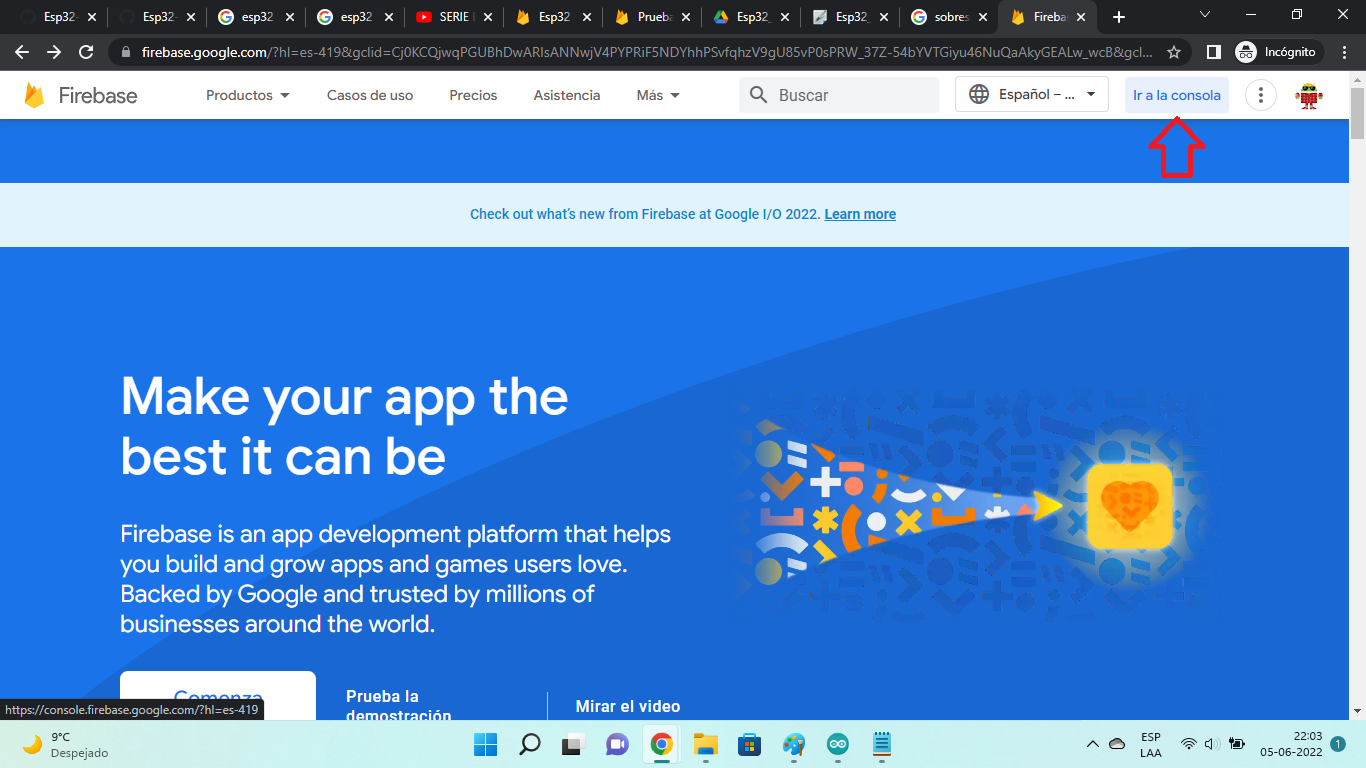 Esp32-
Esp32-
esp32
esp32
SERIE
Esp32
Prueba
Esp32_
Esp32_
sobres
Fireba
firebase.google.com/?hl=es-419&gclid=Cj0KCQjwqPGUBhDwARIsANNwjV4PYPRiF5NDYhhPSvfqhzV9gU85vP0sPRW_37Z-54bYVTGiyu46NuQaAkyGEALw_wcB&gcl...
Incógnito
Firebase
Productos
Casos de uso
Precios
Asistencia
Más
Buscar
Español – ...
Ir a la consola
Check out what's new from Firebase at Google I/O 2022. Learn more
Make your app the
best it can be
Firebase is an app development platform that helps
you build and grow apps and games users love.
Backed by Google and trusted by millions of
businesses around the world.
Comenza
Prueba la
demostración
Mirar el video
https://console.firebase.google.com/?hl=es-419
9°C
Despejado
ESP
LAA
22:03
05-06-2022
1